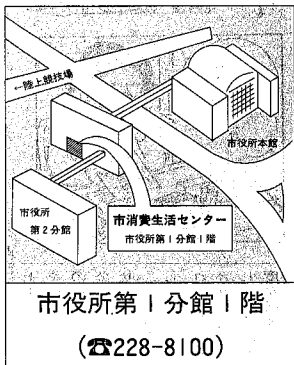 ←陸上競技場
市役所本館
市役所
第2分館
市消費生活センター
市役所第1分館1階
市役所第1分館1階
(☎228-8100)